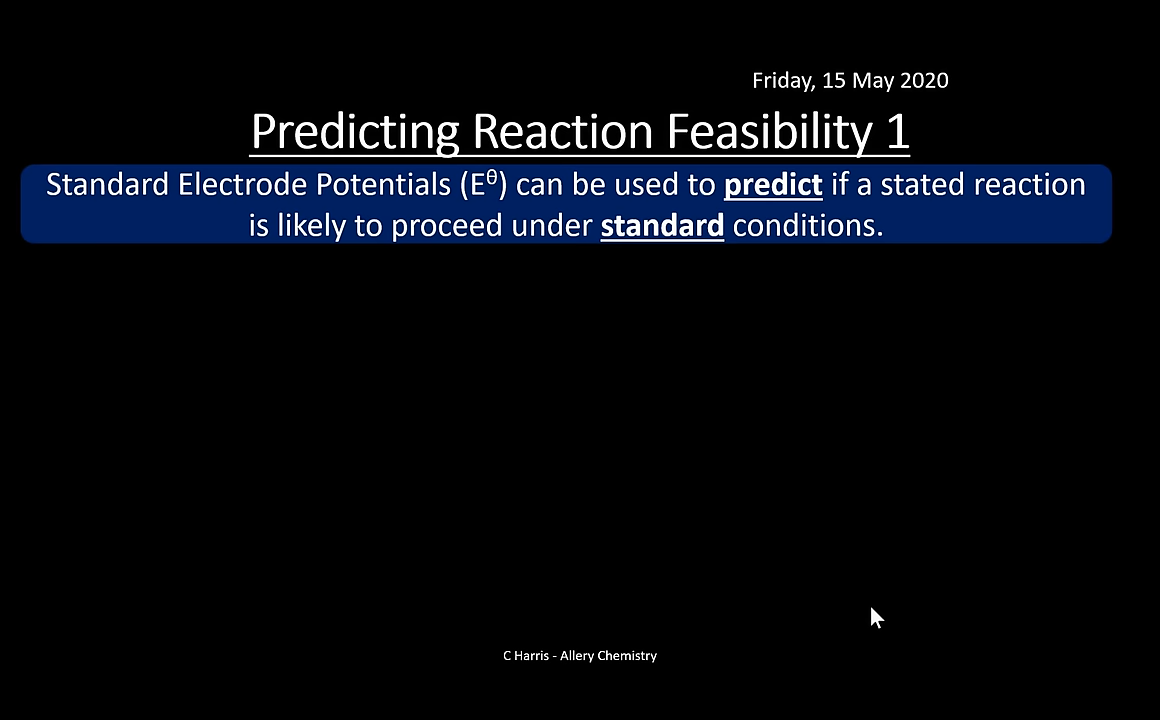 Friday, 15 May 2020
Predicting Reaction Feasibility 1
Standard Electrode Potentials (E^θ) can be used to predict if a stated reaction
is likely to proceed under standard conditions.
C Harris - Allery Chemistry